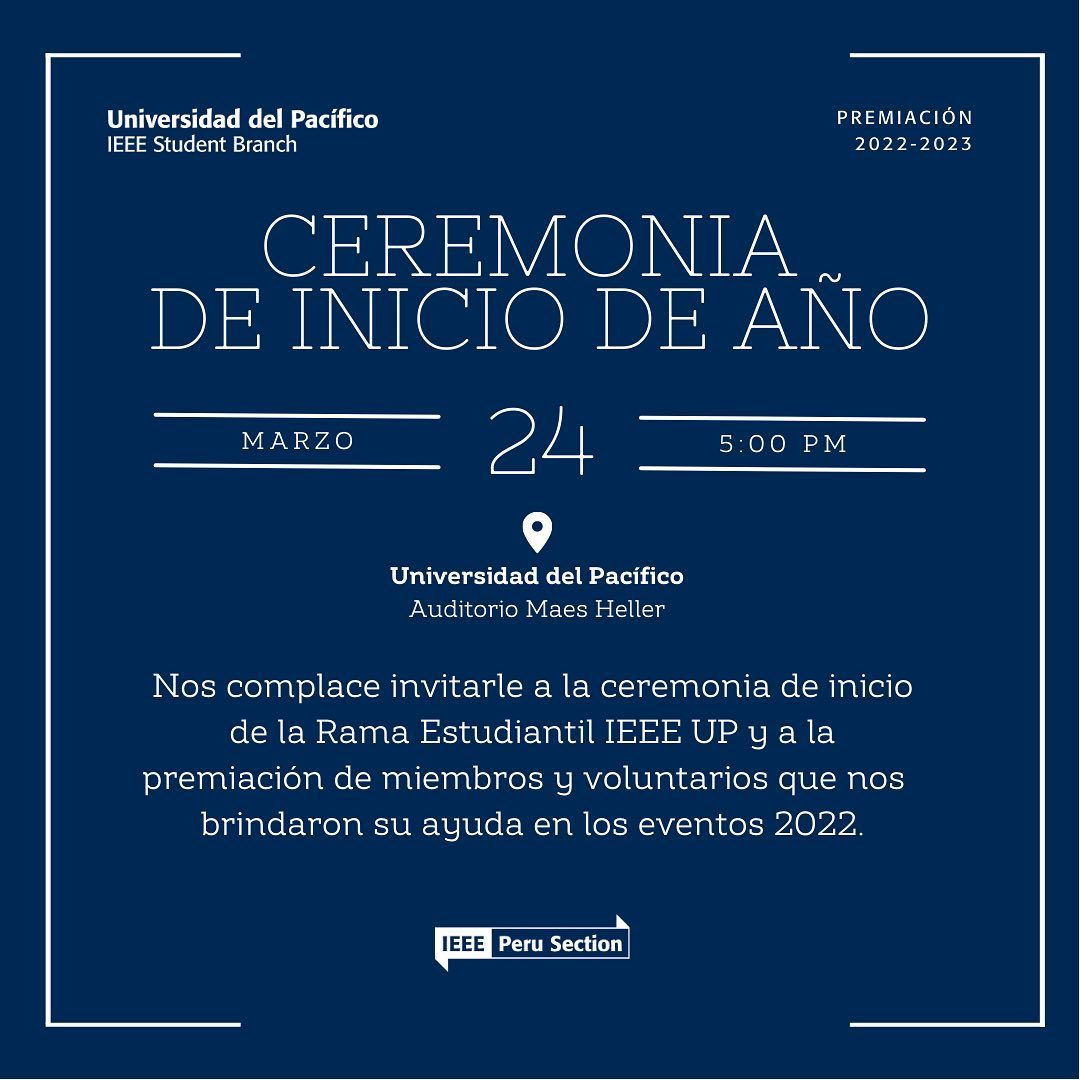 Universidad del Pacífico
IEEE Student Branch
PREMIACIÓN
2022-2023
CEREMONIA
DE INICIO DE AÑO
MARZO
24
5:00 PM
Universidad del Pacífico
Auditorio Maes Heller
Nos complace invitarle a la ceremonia de inicio
de la Rama Estudiantil IEEE UP y a la
premiación de miembros y voluntarios que nos
brindaron su ayuda en los eventos 2022.
IEEE Peru Section